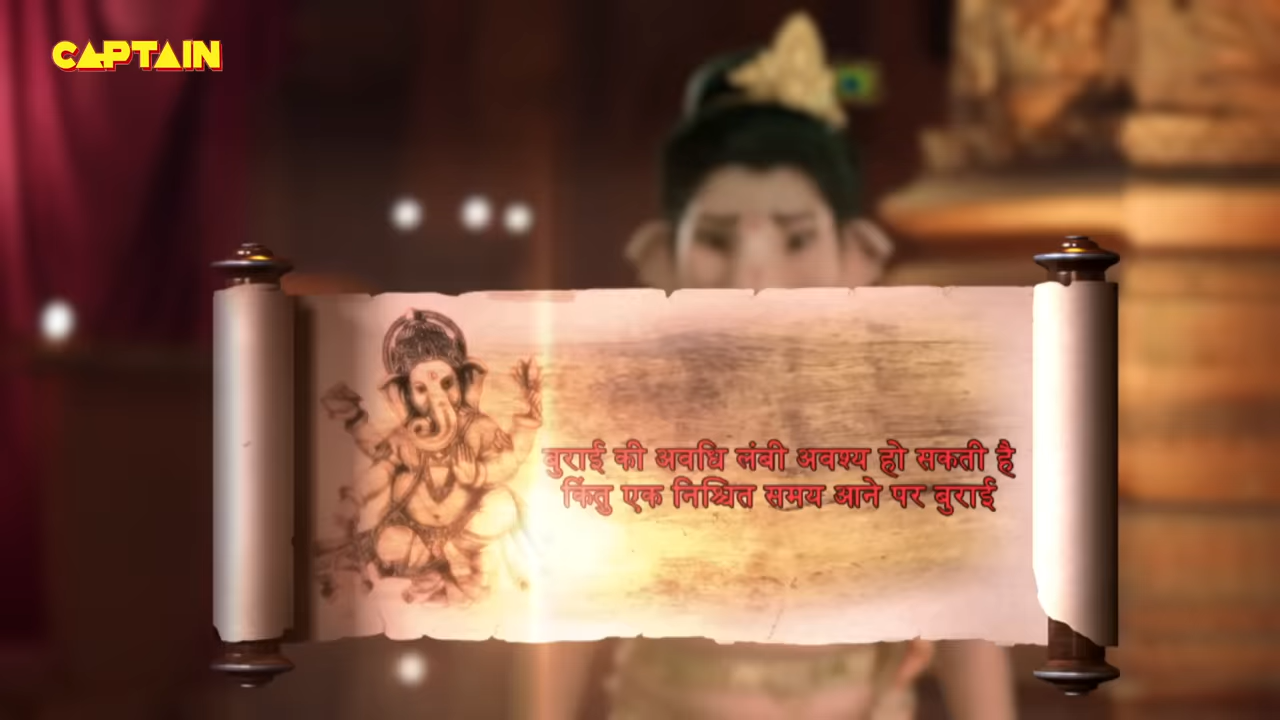 CAPTAIN
बुराई की अवधि लंबी अवश्य हो सकती है
किंतु एक निश्चित समय आने पर बुराई